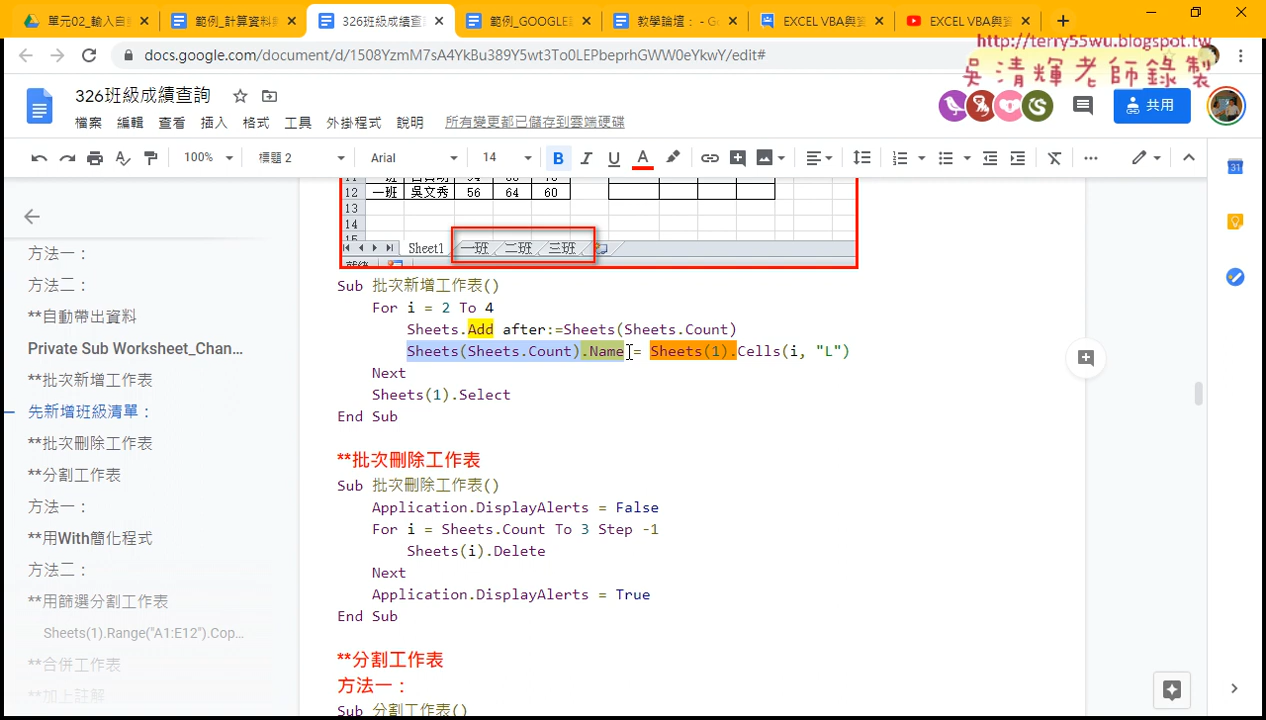 單元02_輸入自
範例_計算資料
326班級成績查詢
範例_GOOGLE
教學論壇： - Go
EXCEL VBA與資
EXCEL VBA與資
docs.google.com/document/d/1508YzmM7sA4YkBu389Y5wt3To0LEPbeprhGWW0eYkwY/edit#
http://terry55wu.blogspot.tw
吳清輝老師錄製
326班級成績查詢
檔案 編輯 查看 插入 格式 工具 外掛程式 說明 所有變更都已儲存到雲端硬碟
共用
100% 標題 2 Arial 14 B I U A
31
方法一：
方法二：
**自動帶出資料
Private Sub Worksheet_Chan...
**批次新增工作表
先新增班級清單：
**批次刪除工作表
**分割工作表
方法一：
**用With簡化程式
方法二：
**用篩選分割工作表
Sheets(1).Range("A1:E12").Cop...
**合併工作表
**加上註解
12 一班 吳文秀 56 64 60
13
14
15
Sheet1 一班 二班 三班
就緒
Sub 批次新增工作表()
For i = 2 To 4
Sheets.Add after:=Sheets(Sheets.Count)
Sheets(Sheets.Count).Name = Sheets(1).Cells(i, "L")
Next
Sheets(1).Select
End Sub
**批次刪除工作表
Sub 批次刪除工作表()
Application.DisplayAlerts = False
For i = Sheets.Count To 3 Step -1
Sheets(i).Delete
Next
Application.DisplayAlerts = True
End Sub
**分割工作表
方法一：
Sub 分割工作表()